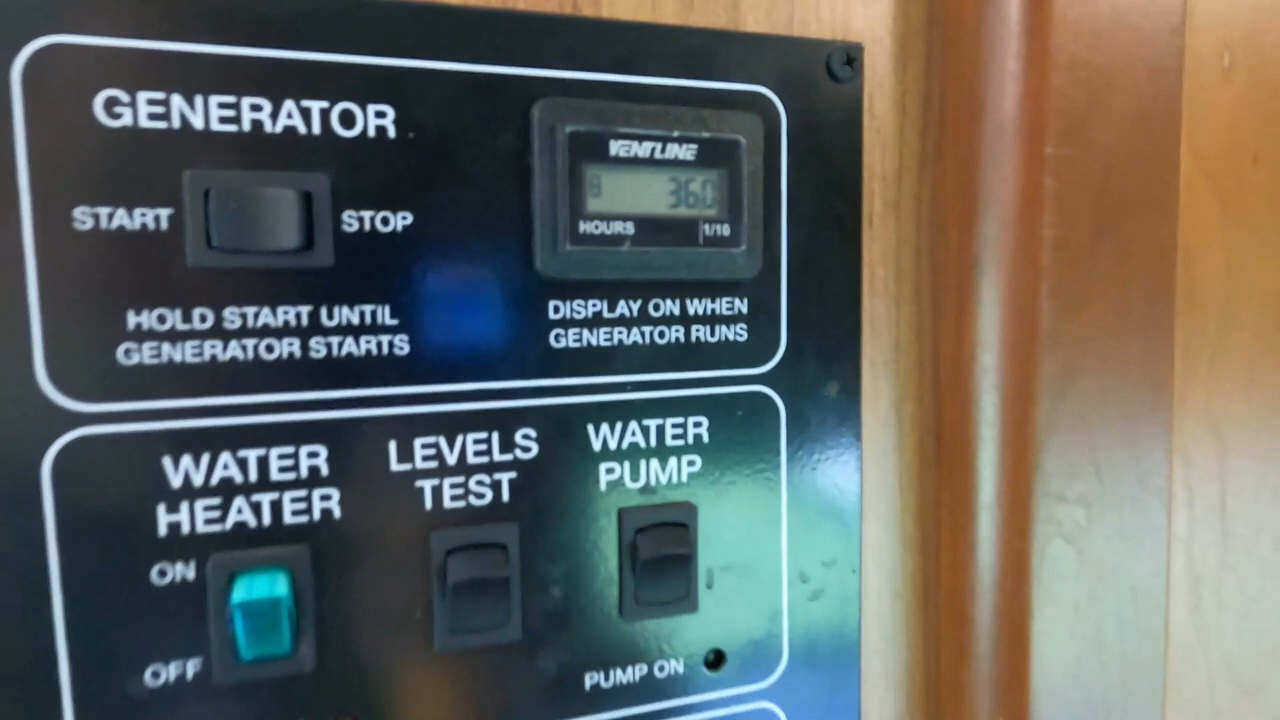 GENERATOR
VENTLINE
360
START STOP
HOURS 1/10
HOLD START UNTIL
GENERATOR STARTS
DISPLAY ON WHEN
GENERATOR RUNS
WATER
HEATER
ON
OFF
LEVELS
TEST
WATER
PUMP
PUMP ON